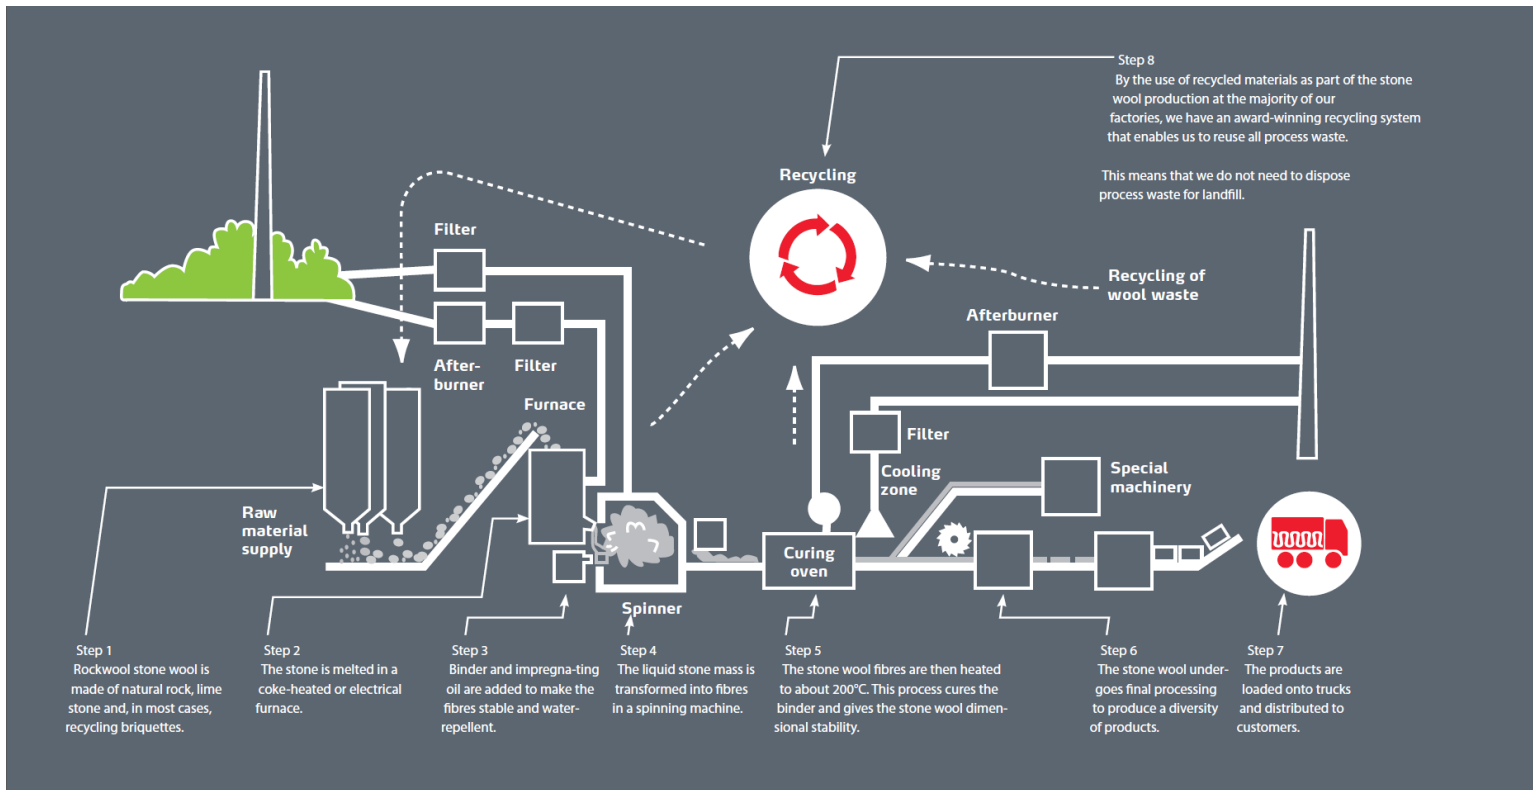 Step 8
By the use of recycled materials as part of the stone
wool production at the majority of our
factories, we have an award-winning recycling system
that enables us to reuse all process waste.
This means that we do not need to dispose
process waste for landfill.
Recycling
Filter
Recycling of
wool waste
Afterburner
After-
burner
Filter
Furnace
Filter
Cooling
zone
Special
machinery
Raw
material
supply
Curing
oven
Spinner
Step 1
Rockwool stone wool is
made of natural rock, lime
stone and, in most cases,
recycling briquettes.
Step 2
The stone is melted in a
coke-heated or electrical
furnace.
Step 3
Binder and impregna-ting
oil are added to make the
fibres stable and water-
repellent.
Step 4
The liquid stone mass is
transformed into fibres
in a spinning machine.
Step 5
The stone wool fibres are then heated
to about 200°C. This process cures the
binder and gives the stone wool dimen-
sional stability.
Step 6
The stone wool under-
goes final processing
to produce a diversity
of products.
Step 7
The products are
loaded onto trucks
and distributed to
customers.